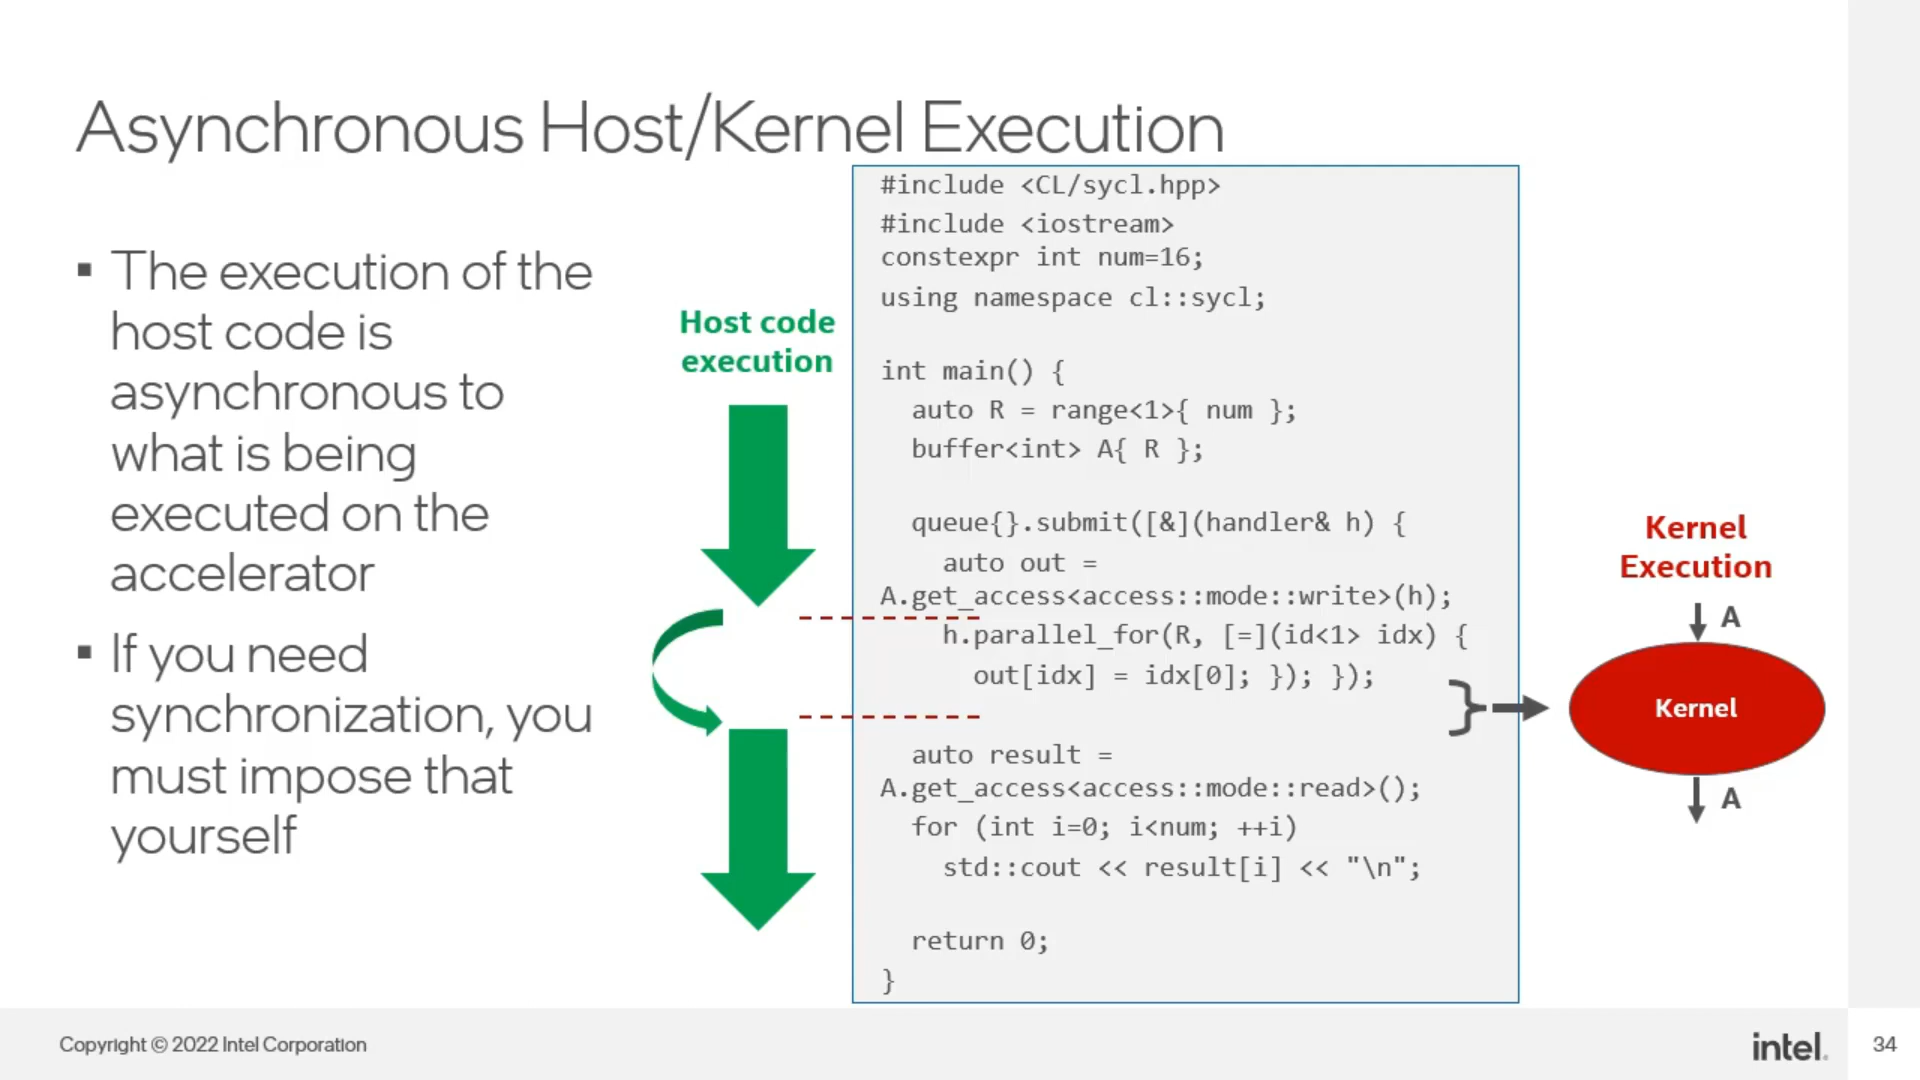 Asynchronous Host/Kernel Execution
▪ The execution of the
host code is
asynchronous to
what is being
executed on the
accelerator
▪ If you need
synchronization, you
must impose that
yourself
Host code
execution
#include <CL/sycl.hpp>
#include <iostream>
constexpr int num=16;
using namespace cl::sycl;
int main() {
  auto R = range<1>{ num };
  buffer<int> A{ R };
  queue{}.submit([&](handler& h) {
    auto out =
A.get_access<access::mode::write>(h);
    h.parallel_for(R, [=](id<1> idx) {
      out[idx] = idx[0]; }); });
  auto result =
A.get_access<access::mode::read>();
  for (int i=0; i<num; ++i)
    std::cout << result[i] << "\n";
  return 0;
}
Kernel
Execution
A
Kernel
A
Copyright © 2022 Intel Corporation
intel.
34